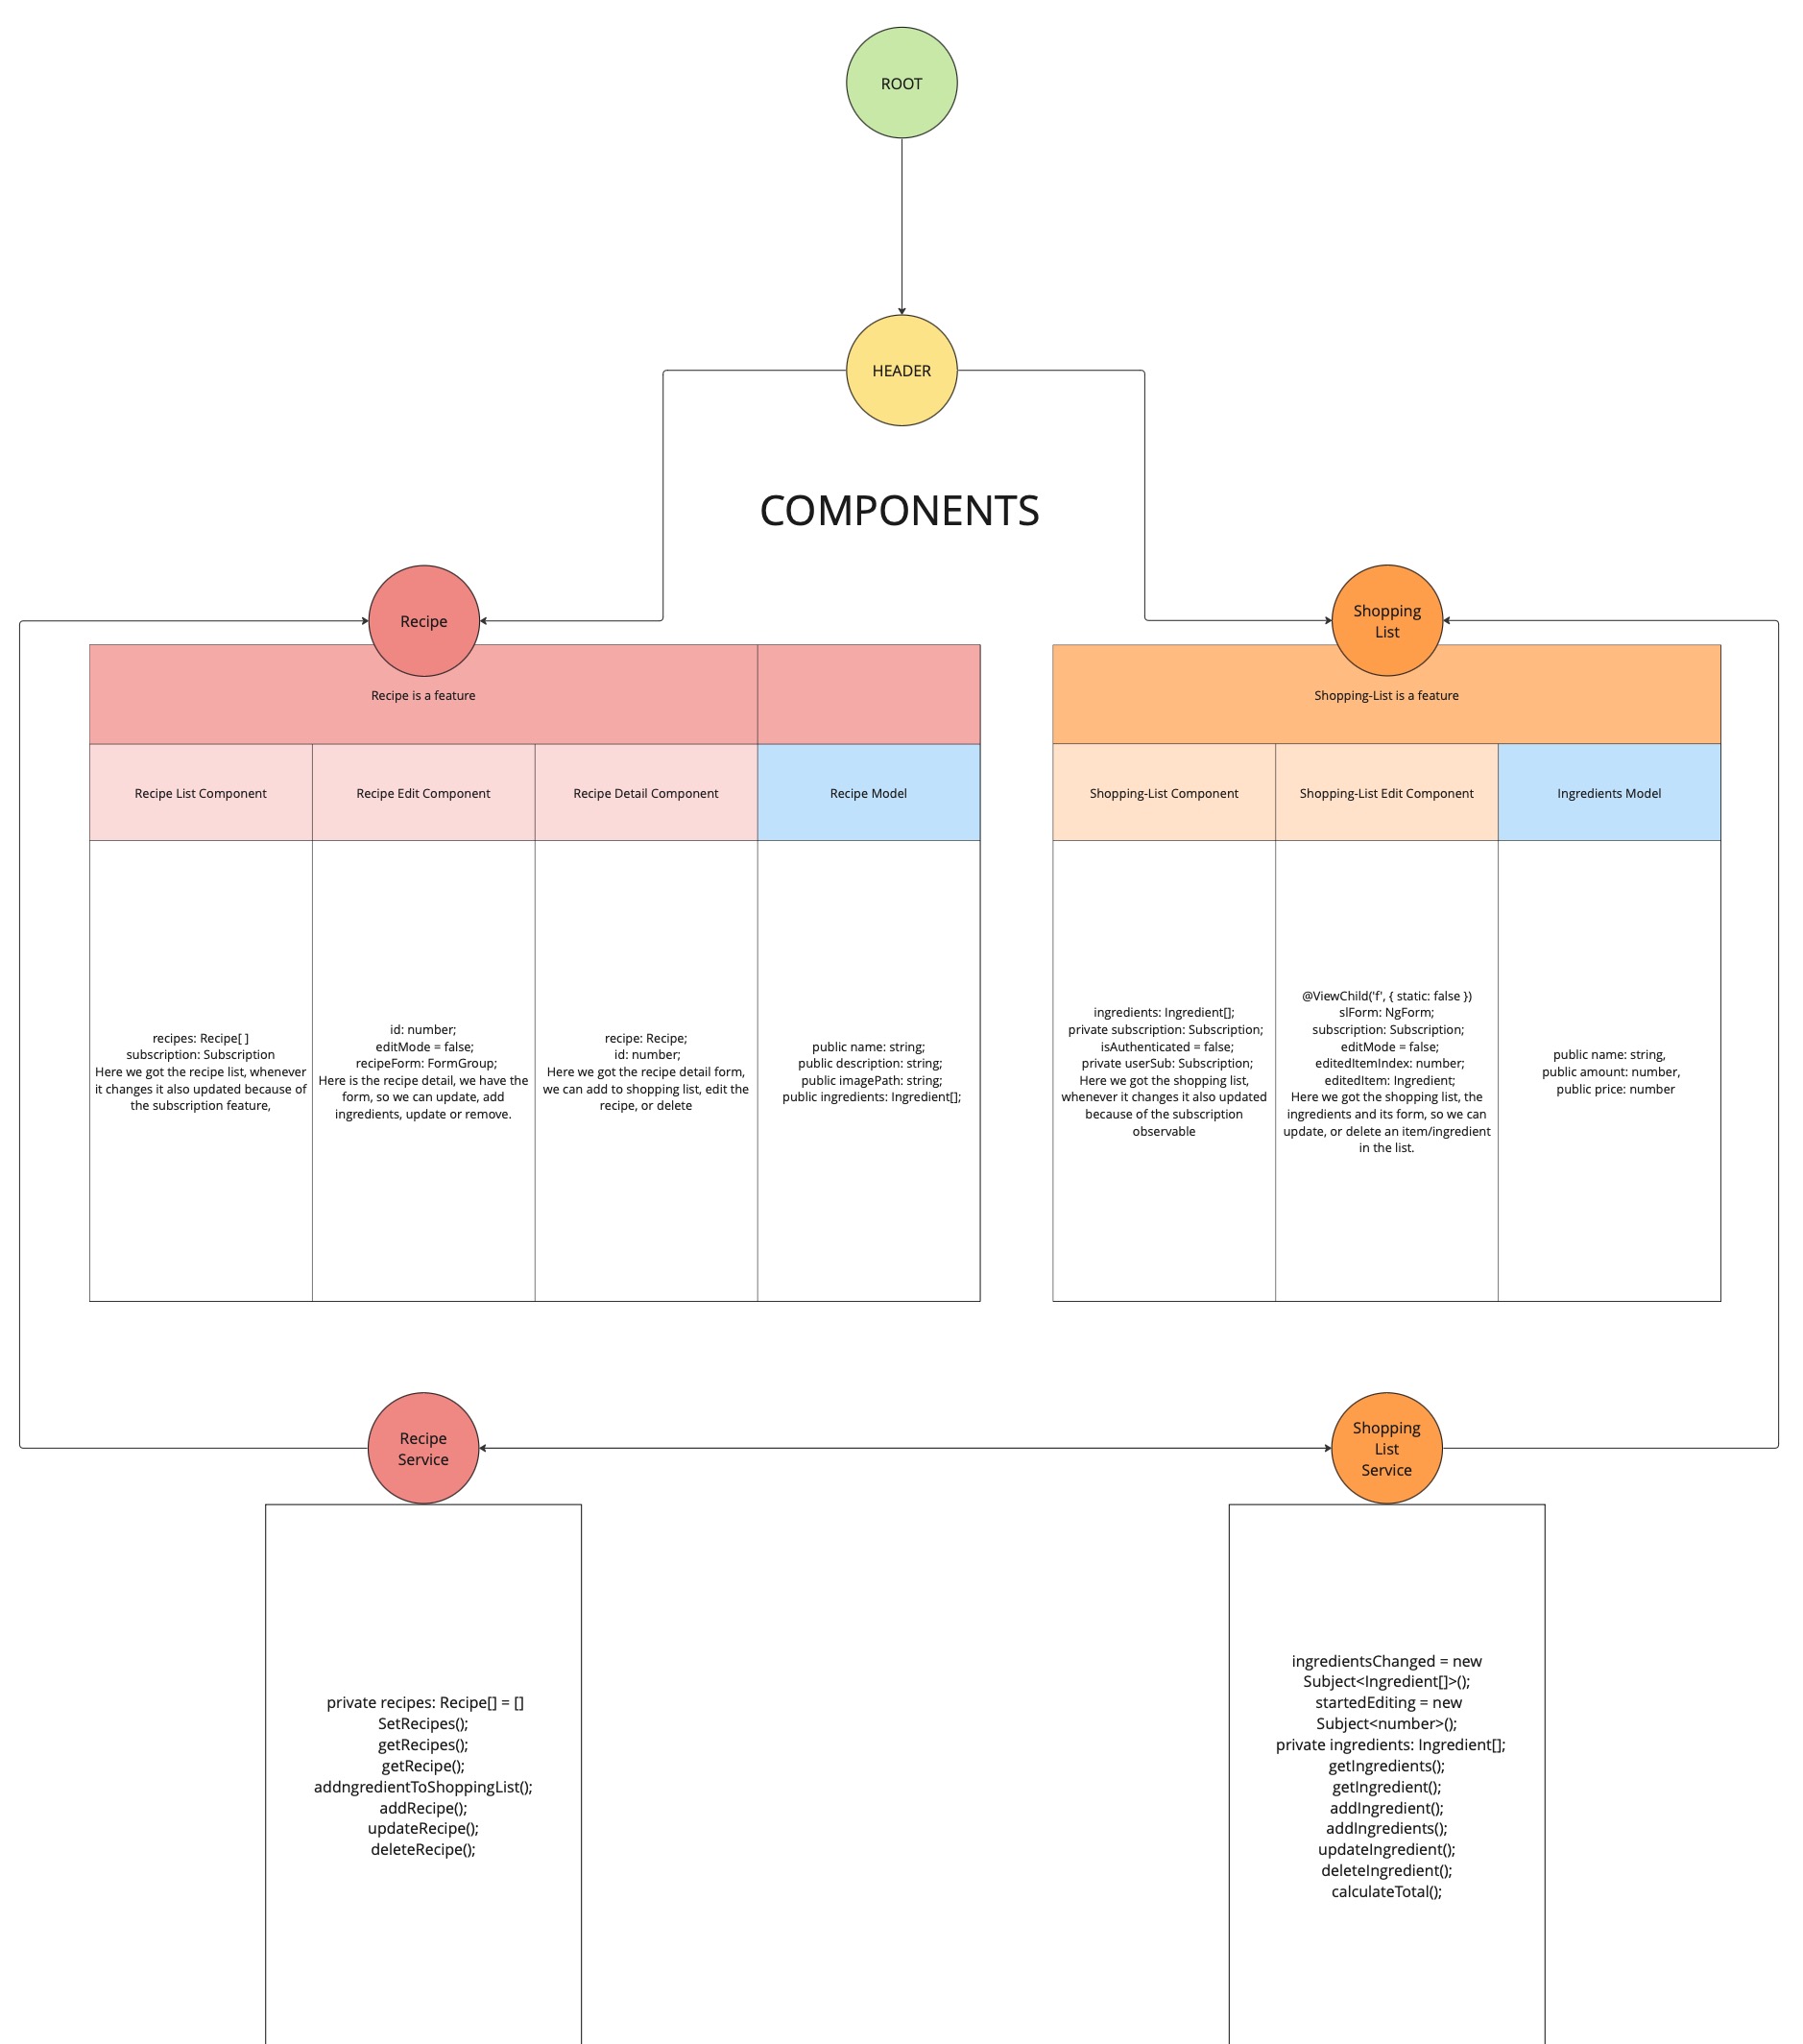 ROOT
HEADER
COMPONENTS
Recipe
Shopping
List
Recipe is a feature
Shopping-List is a feature
Recipe List Component
Recipe Edit Component
Recipe Detail Component
Recipe Model
Shopping-List Component
Shopping-List Edit Component
Ingredients Model
recipes: Recipe[ ]
subscription: Subscription
Here we got the recipe list, whenever
it changes it also updated because of
the subscription feature,
id: number;
editMode = false;
recipeForm: FormGroup;
Here is the recipe detail, we have the
form, so we can update, add
ingredients, update or remove.
recipe: Recipe;
id: number;
Here we got the recipe detail form,
we can add to shopping list, edit the
recipe, or delete
public name: string;
public description: string;
public imagePath: string;
public ingredients: Ingredient[];
ingredients: Ingredient[];
private subscription: Subscription;
isAuthenticated = false;
private userSub: Subscription;
Here we got the shopping list,
whenever it changes it also updated
because of the subscription
observable
@ViewChild('f', { static: false })
slForm: NgForm;
subscription: Subscription;
editMode = false;
editedItemIndex: number;
editedItem: Ingredient;
Here we got the shopping list, the
ingredients and its form, so we can
update, or delete an item/ingredient
in the list.
public name: string,
public amount: number,
public price: number
Recipe
Service
Shopping
List
Service
private recipes: Recipe[] = []
SetRecipes();
getRecipes();
getRecipe();
addngredientToShoppingList();
addRecipe();
updateRecipe();
deleteRecipe();
ingredientsChanged = new
Subject<Ingredient[]>();
startedEditing = new
Subject<number>();
private ingredients: Ingredient[];
getIngredients();
getIngredient();
addIngredient();
addIngredients();
updateIngredient();
deleteIngredient();
calculateTotal();